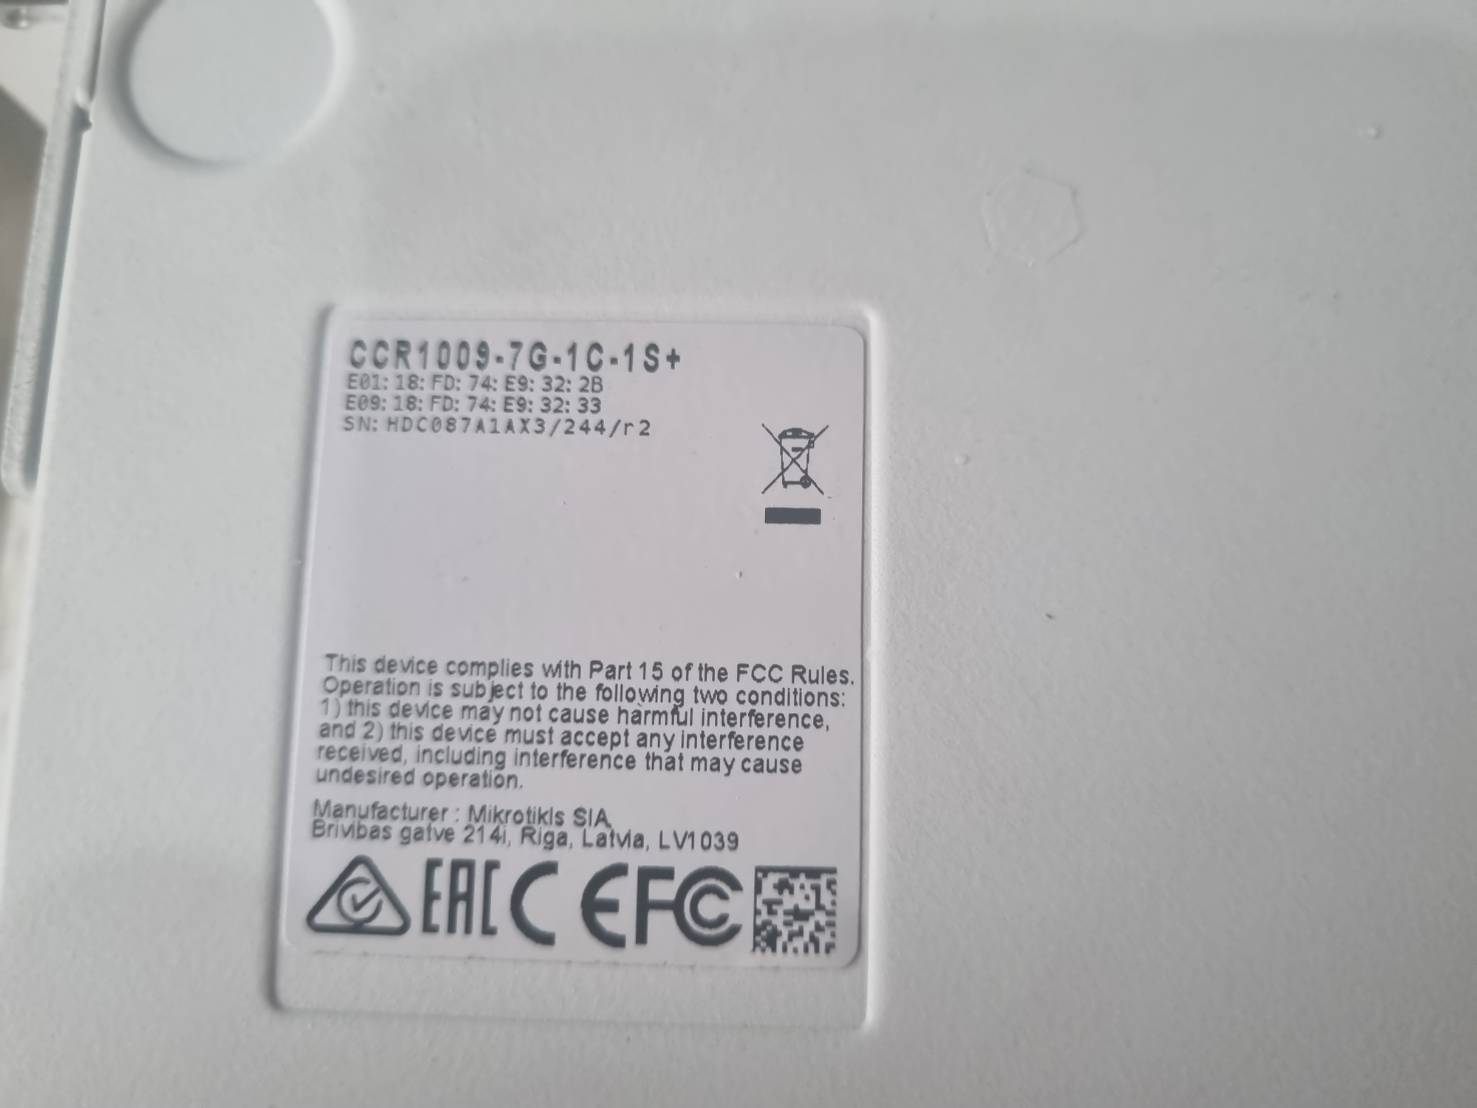 CCR1009-7G-1C-1S+
E01: 18: FD: 74: E9: 32: 2B
E09: 18: FD: 74: E9: 32: 33
SN: HDC087A1AX3/244/r2
This device complies with Part 15 of the FCC Rules.
Operation is subject to the following two conditions:
1) this device may not cause harmful interference,
and 2) this device must accept any interference
received, including interference that may cause
undesired operation.
Manufacturer : Mikrotikls SIA
Brivibas gatve 214i, Riga, Latvia, LV1039
EAC CE FC